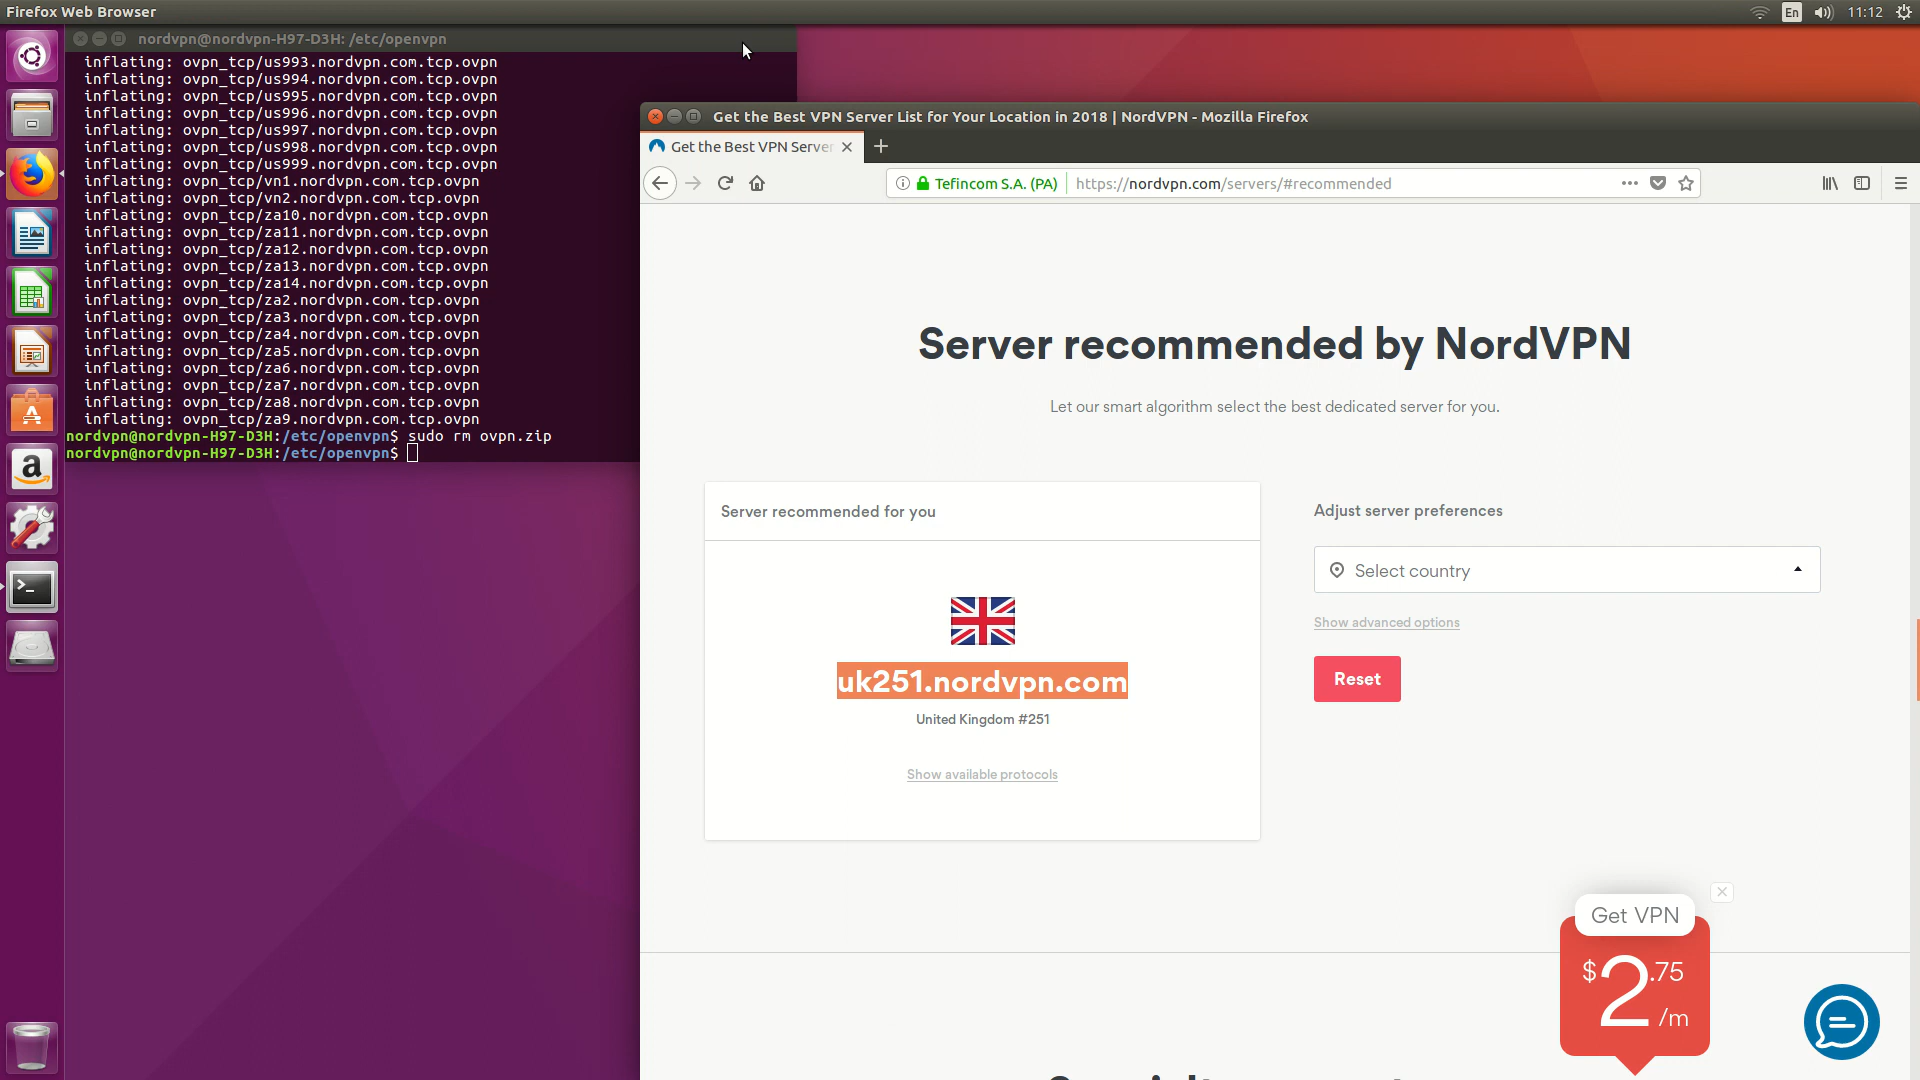 Firefox Web Browser
En
11:12
nordvpn@nordvpn-H97-D3H: /etc/openvpn
inflating: ovpn_tcp/us993.nordvpn.com.tcp.ovpn
inflating: ovpn_tcp/us994.nordvpn.com.tcp.ovpn
inflating: ovpn_tcp/us995.nordvpn.com.tcp.ovpn
inflating: ovpn_tcp/us996.nordvpn.com.tcp.ovpn
inflating: ovpn_tcp/us997.nordvpn.com.tcp.ovpn
inflating: ovpn_tcp/us998.nordvpn.com.tcp.ovpn
inflating: ovpn_tcp/us999.nordvpn.com.tcp.ovpn
inflating: ovpn_tcp/vn1.nordvpn.com.tcp.ovpn
inflating: ovpn_tcp/vn2.nordvpn.com.tcp.ovpn
inflating: ovpn_tcp/za10.nordvpn.com.tcp.ovpn
inflating: ovpn_tcp/za11.nordvpn.com.tcp.ovpn
inflating: ovpn_tcp/za12.nordvpn.com.tcp.ovpn
inflating: ovpn_tcp/za13.nordvpn.com.tcp.ovpn
inflating: ovpn_tcp/za14.nordvpn.com.tcp.ovpn
inflating: ovpn_tcp/za2.nordvpn.com.tcp.ovpn
inflating: ovpn_tcp/za3.nordvpn.com.tcp.ovpn
inflating: ovpn_tcp/za4.nordvpn.com.tcp.ovpn
inflating: ovpn_tcp/za5.nordvpn.com.tcp.ovpn
inflating: ovpn_tcp/za6.nordvpn.com.tcp.ovpn
inflating: ovpn_tcp/za7.nordvpn.com.tcp.ovpn
inflating: ovpn_tcp/za8.nordvpn.com.tcp.ovpn
inflating: ovpn_tcp/za9.nordvpn.com.tcp.ovpn
nordvpn@nordvpn-H97-D3H:/etc/openvpn$ sudo rm ovpn.zip
nordvpn@nordvpn-H97-D3H:/etc/openvpn$
Get the Best VPN Server List for Your Location in 2018 | NordVPN - Mozilla Firefox
Get the Best VPN Server
Tefincom S.A. (PA)
https://nordvpn.com/servers/#recommended
Server recommended by NordVPN
Let our smart algorithm select the best dedicated server for you.
Server recommended for you
uk251.nordvpn.com
United Kingdom #251
Show available protocols
Adjust server preferences
Select country
Show advanced options
Reset
Get VPN
$2.75
/m